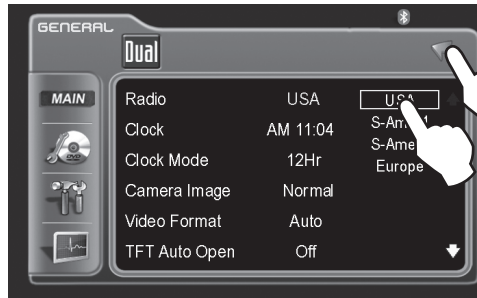 GENERAL
Dual
MAIN
Radio USA USA
Clock AM 11:04
Clock Mode 12Hr Europe
Camera Image Normal
Video Format Auto
TFT Auto Open Off